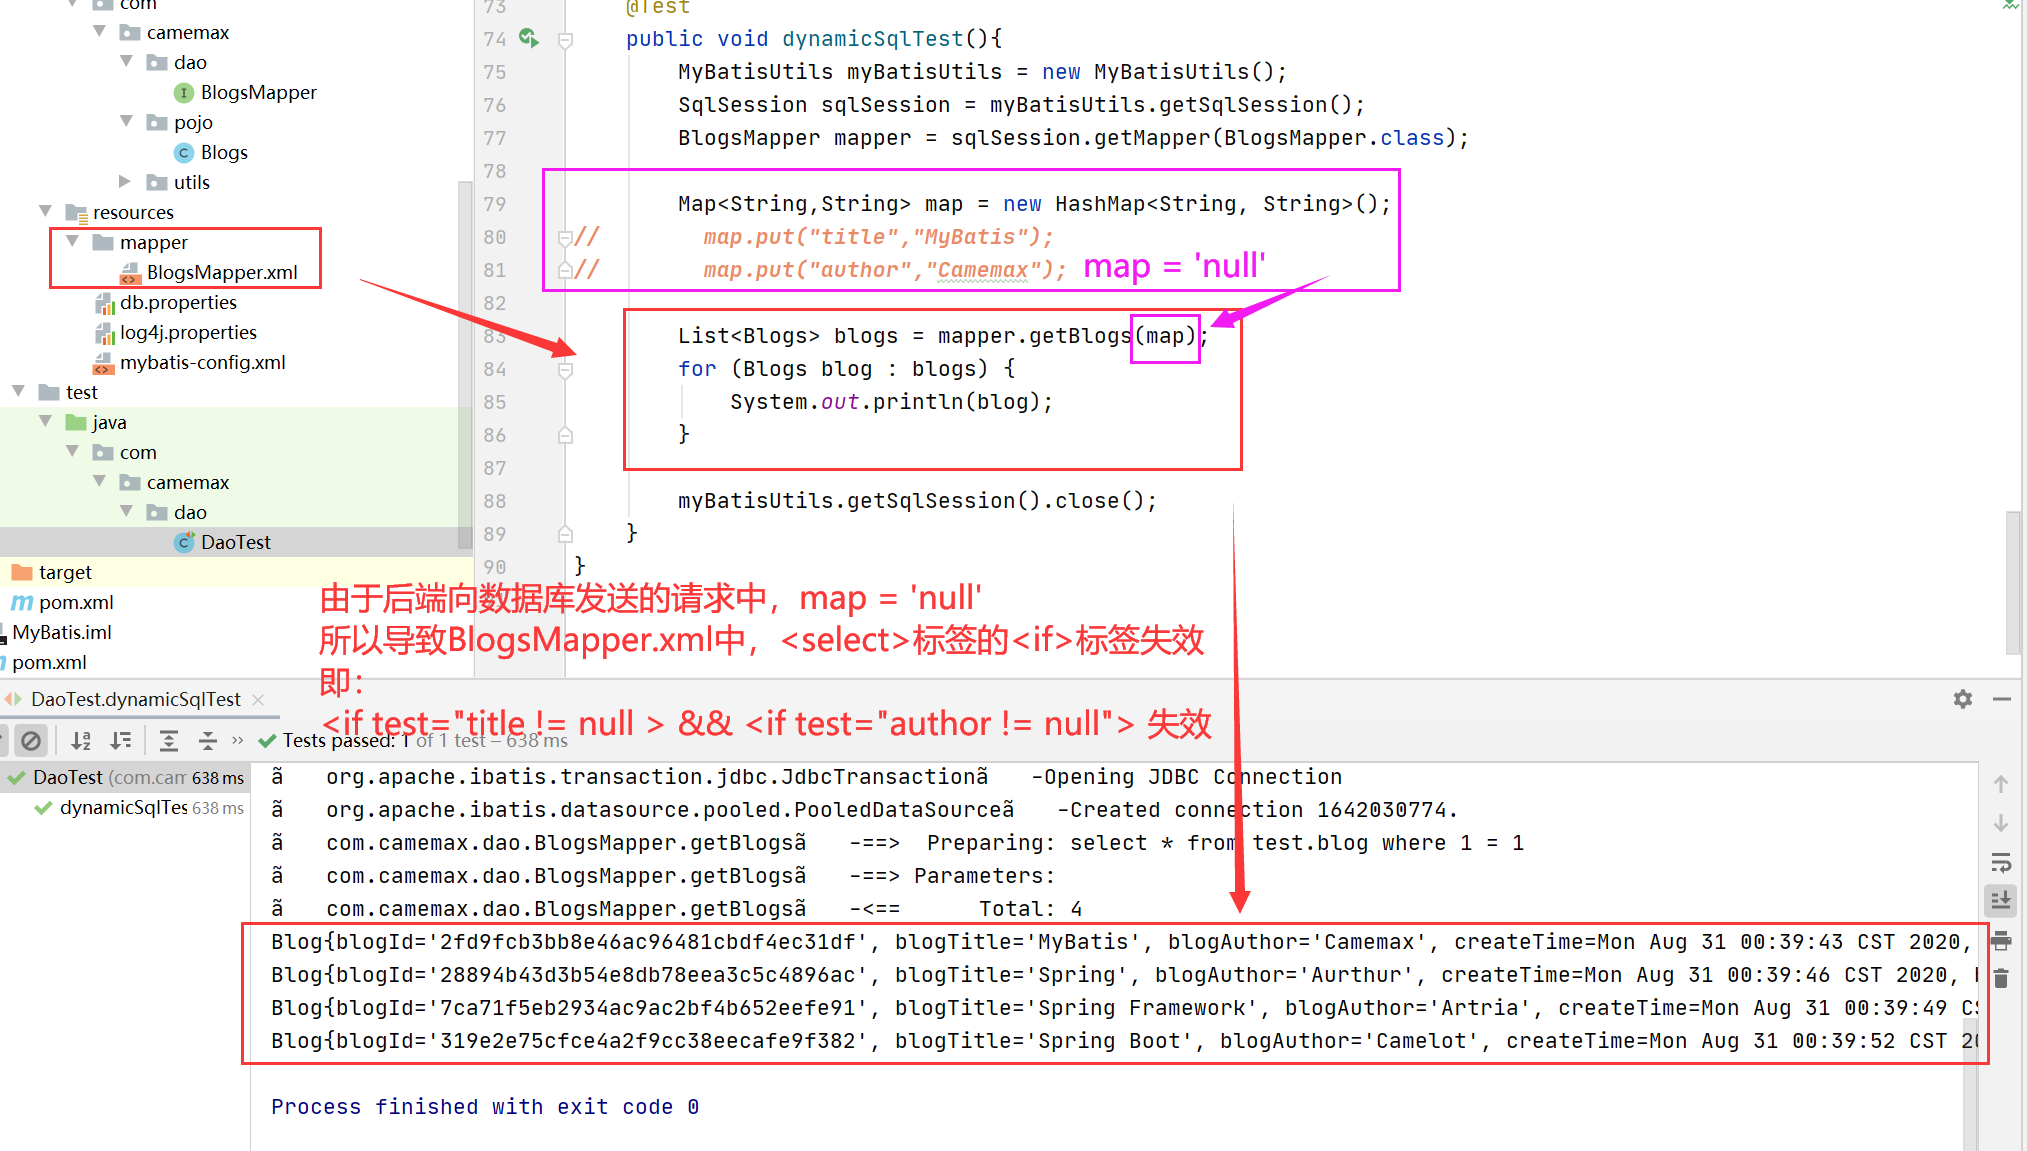 com
camemax
dao
BlogsMapper
pojo
Blogs
utils
resources
mapper
BlogsMapper.xml
db.properties
log4j.properties
mybatis-config.xml
test
java
com
camemax
dao
DaoTest
target
pom.xml
MyBatis.iml
pom.xml
73 @Test
74 public void dynamicSqlTest(){
75 MyBatisUtils myBatisUtils = new MyBatisUtils();
76 SqlSession sqlSession = myBatisUtils.getSqlSession();
77 BlogsMapper mapper = sqlSession.getMapper(BlogsMapper.class);
78
79 Map<String,String> map = new HashMap<String, String>();
80 // map.put("title","MyBatis");
81 // map.put("author","Camemax"); map = 'null'
82
83 List<Blogs> blogs = mapper.getBlogs(map);
84 for (Blogs blog : blogs) {
85 System.out.println(blog);
86 }
87
88 myBatisUtils.getSqlSession().close();
89 }
90 }
由于后端向数据库发送的请求中，map = 'null'
所以导致BlogsMapper.xml中，<select>标签的<if>标签失效
即：
<if test="title != null > && <if test="author != null"> 失效
DaoTest.dynamicSqlTest
Tests passed: 1 of 1 test – 638 ms
DaoTest (com.cam 638 ms
dynamicSqlTes 638 ms
ã org.apache.ibatis.transaction.jdbc.JdbcTransactionã -Opening JDBC Connection
ã org.apache.ibatis.datasource.pooled.PooledDataSourceã -Created connection 1642030774.
ã com.camemax.dao.BlogsMapper.getBlogsã -==> Preparing: select * from test.blog where 1 = 1
ã com.camemax.dao.BlogsMapper.getBlogsã -==> Parameters:
ã com.camemax.dao.BlogsMapper.getBlogsã -<== Total: 4
Blog{blogId='2fd9fcb3bb8e46ac96481cbdf4ec31df', blogTitle='MyBatis', blogAuthor='Camemax', createTime=Mon Aug 31 00:39:43 CST 2020,
Blog{blogId='28894b43d3b54e8db78eea3c5c4896ac', blogTitle='Spring', blogAuthor='Aurthur', createTime=Mon Aug 31 00:39:46 CST 2020,
Blog{blogId='7ca71f5eb2934ac9ac2bf4b652eefe91', blogTitle='Spring Framework', blogAuthor='Artria', createTime=Mon Aug 31 00:39:49 CS
Blog{blogId='319e2e75cfce4a2f9cc38eecafe9f382', blogTitle='Spring Boot', blogAuthor='Camelot', createTime=Mon Aug 31 00:39:52 CST 20
Process finished with exit code 0